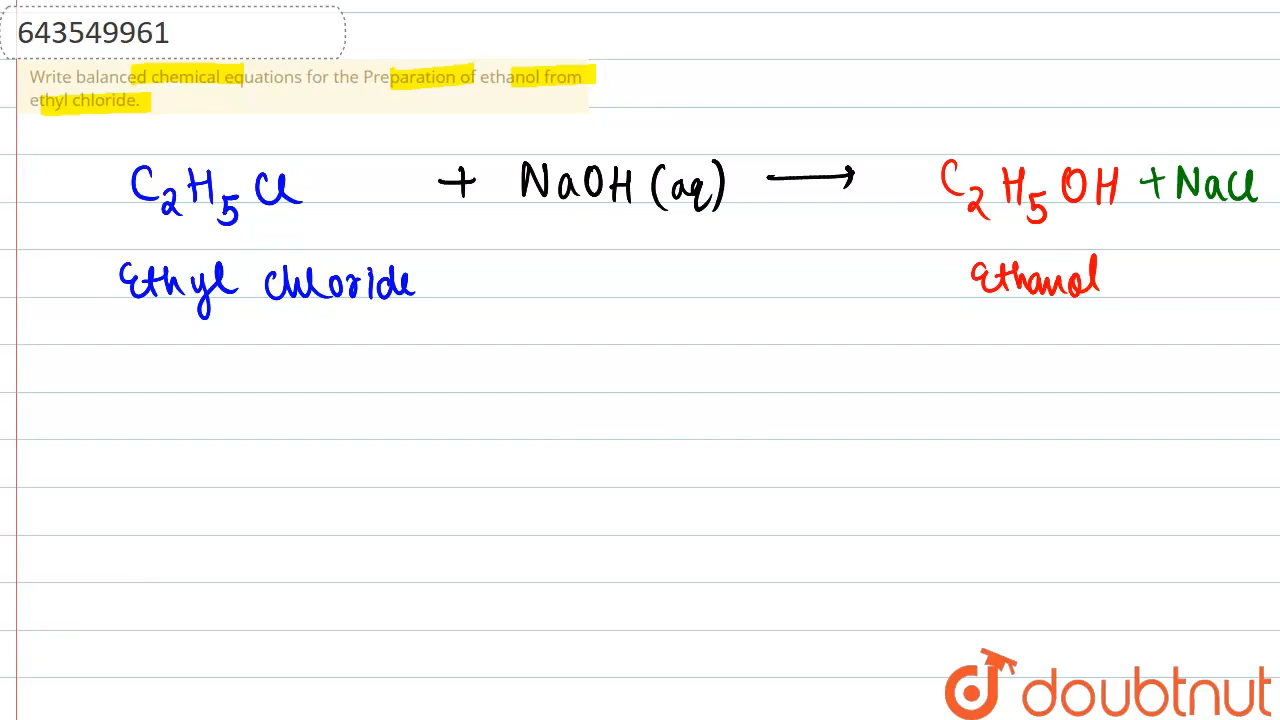 643549961
Write balanced chemical equations for the Preparation of ethanol from
ethyl chloride.
C2H5Cl + NaOH (aq) ⟶ C2H5OH + NaCl
Ethyl Chloride Ethanol
doubtnut